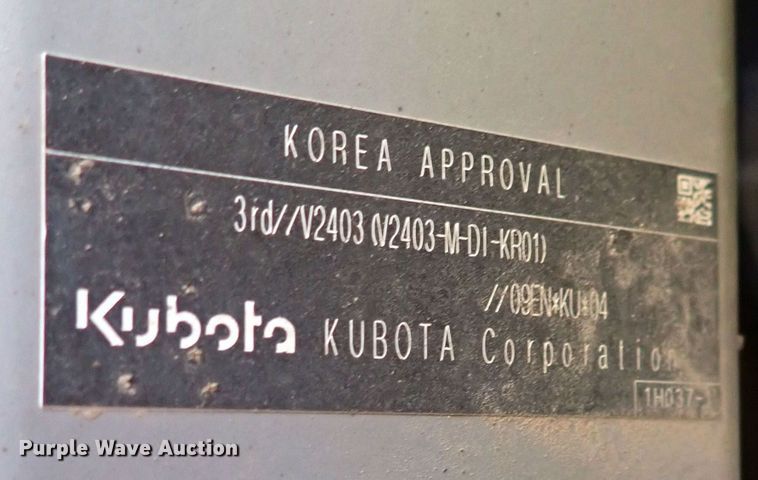 KOREA APPROVAL
3rd//V2403 (V2403-M-DI-KR01)
//09EN*KU*04
Kubota KUBOTA Corporation
1H037-
Purple Wave Auction